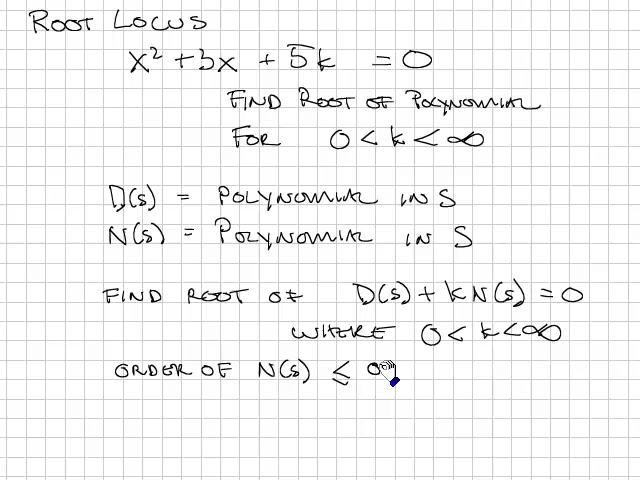 ROOT LOCUS
x² + 3x + 5k = 0
FIND ROOT OF POLYNOMIAL
FOR 0 < k < ∞
D(s) = POLYNOMIAL IN S
N(s) = POLYNOMIAL IN S
FIND ROOT OF D(s) + k N(s) = 0
WHERE 0 < k < ∞
ORDER OF N(s) ≤ O